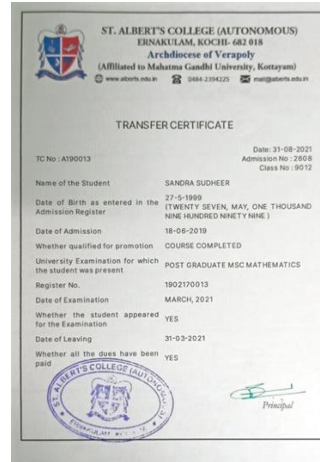 ST. ALBERT'S COLLEGE (AUTONOMOUS)
ERNAKULAM, KOCHI- 682 018
Archdiocese of Verapoly
(Affiliated to Mahatma Gandhi University, Kottayam)
www.alberts.edu.in 0484-2394225 mail@alberts.edu.in
TRANSFER CERTIFICATE
Date: 31-08-2021
TC No : A190013 Admission No : 2608
Class No : 9012
Name of the Student SANDRA SUDHEER
Date of Birth as entered in the Admission Register 27-5-1999
(TWENTY SEVEN, MAY, ONE THOUSAND
NINE HUNDRED NINETY NINE )
Date of Admission 18-06-2019
Whether qualified for promotion COURSE COMPLETED
University Examination for which
the student was present POST GRADUATE MSC MATHEMATICS
Register No. 1902170013
Date of Examination MARCH, 2021
Whether the student appeared
for the Examination YES
Date of Leaving 31-03-2021
Whether all the dues have been
paid YES
ST. ALBERT'S COLLEGE (AUTONOMOUS)
Principal